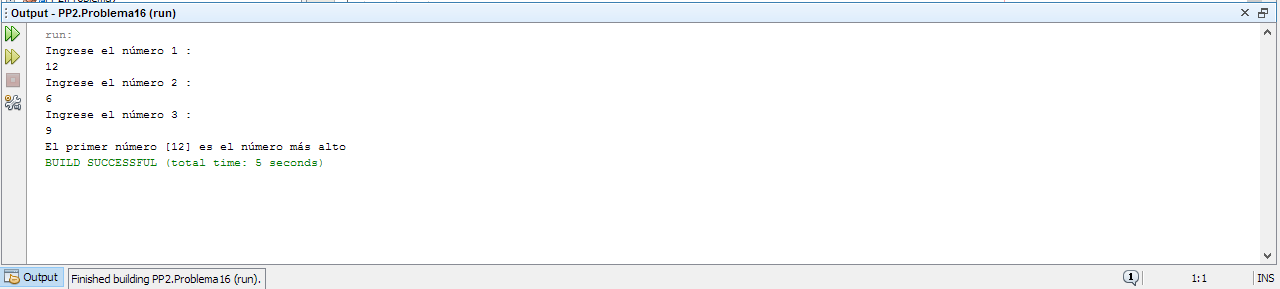 Output - PP2.Problema16 (run)
run:
Ingrese el número 1 :
12
Ingrese el número 2 :
6
Ingrese el número 3 :
9
El primer número [12] es el número más alto
BUILD SUCCESSFUL (total time: 5 seconds)
Output
Finished building PP2.Problema16 (run).
1
1:1
INS